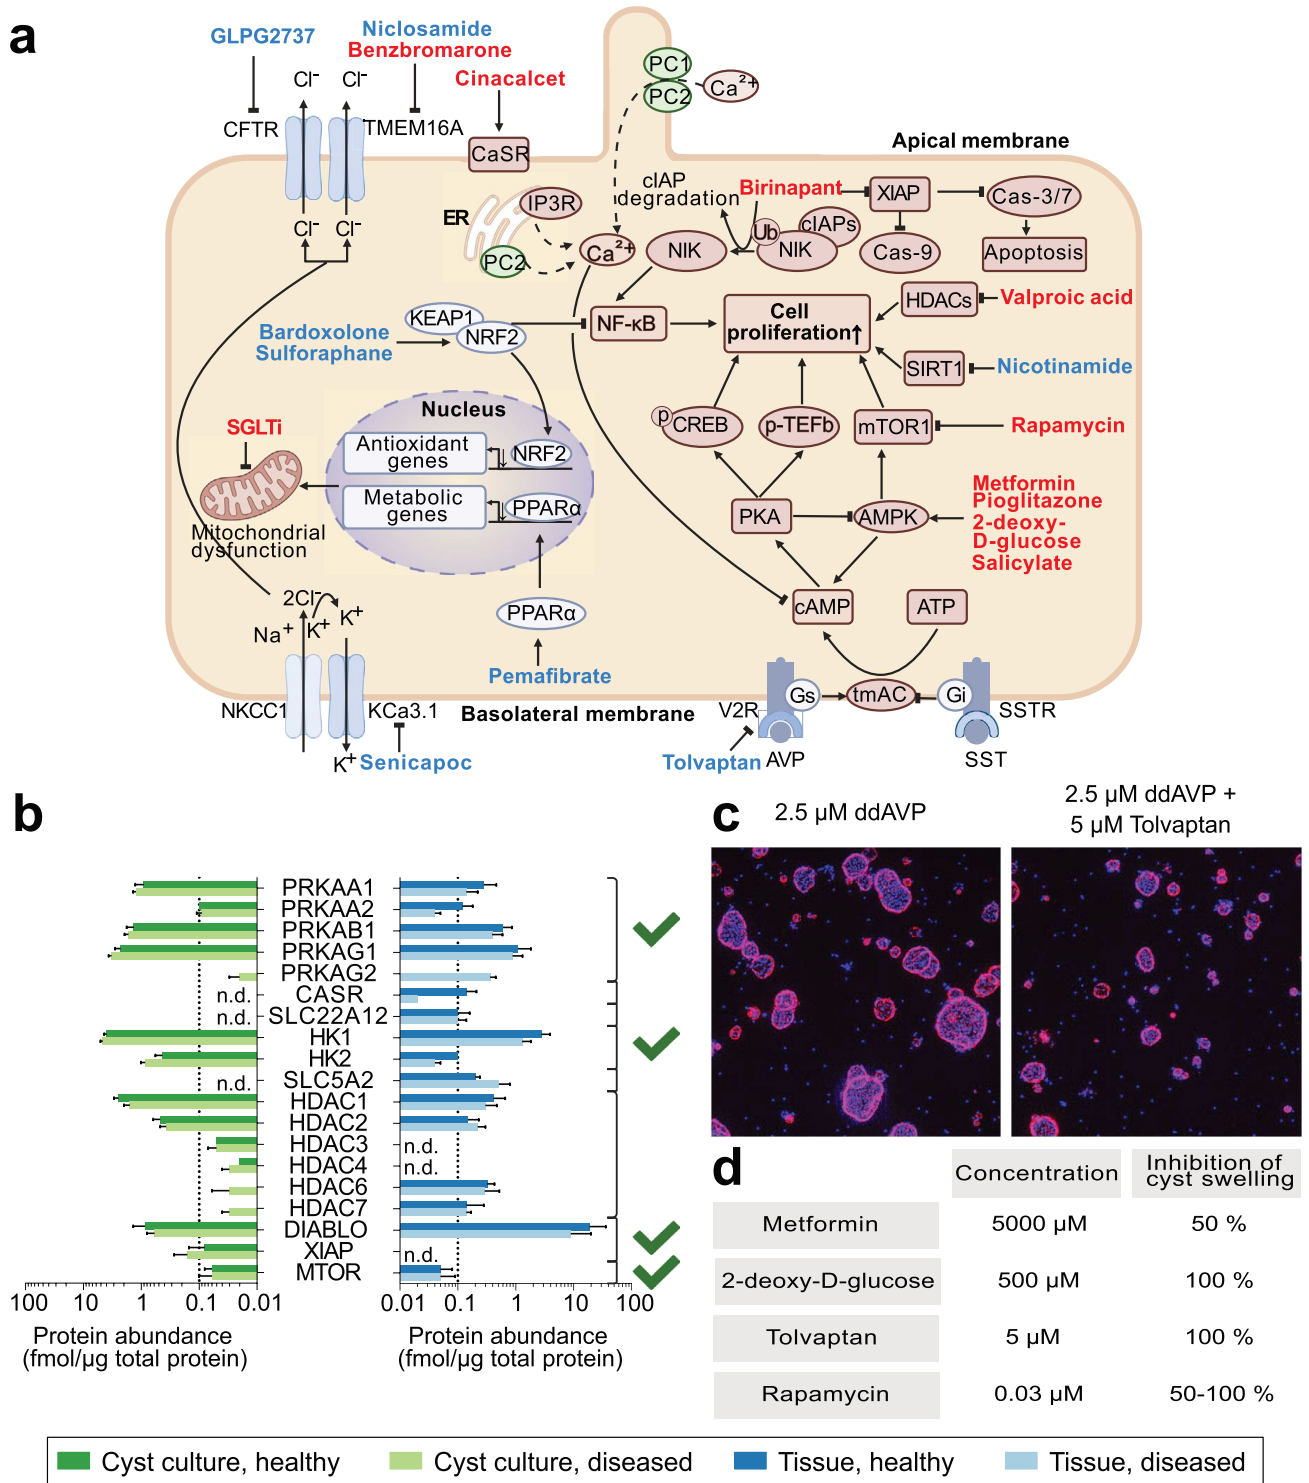 a
GLPG2737
Niclosamide
Benzbromarone
Cinacalcet
Cl⁻ Cl⁻
CFTR
TMEM16A
CaSR
PC1
PC2
Ca²⁺
Apical membrane
cIAP
degradation
Birinapant
XIAP
Cas-3/7
ER
IP3R
Cl⁻ Cl⁻
PC2
Ca²⁺
NIK
Ub
cIAPs
NIK
Cas-9
Apoptosis
HDACs
Valproic acid
KEAP1
NRF2
Bardoxolone
Sulforaphane
NF-κB
Cell
proliferation↑
SIRT1
Nicotinamide
Nucleus
SGLTi
Antioxidant
genes
NRF2
p
CREB
p-TEFb
mTOR1
Rapamycin
Metabolic
genes
PPARα
Mitochondrial
dysfunction
PKA
AMPK
Metformin
Pioglitazone
2-deoxy-
D-glucose
Salicylate
2Cl⁻
Na⁺
K⁺
K⁺
PPARα
cAMP
ATP
Pemafibrate
Gs
tmAC
Gi
NKCC1
KCa3.1
Basolateral membrane
V2R
SSTR
K⁺
Senicapoc
Tolvaptan
AVP
SST
b
PRKAA1
PRKAA2
PRKAB1
PRKAG1
PRKAG2
n.d. CASR
n.d. SLC22A12
HK1
HK2
n.d. SLC5A2
HDAC1
HDAC2
HDAC3 n.d.
HDAC4 n.d.
HDAC6
HDAC7
DIABLO
XIAP n.d.
MTOR
100 10 1 0.1 0.01
0.01 0.1 1 10 100
Protein abundance
(fmol/µg total protein)
Protein abundance
(fmol/µg total protein)
c
2.5 µM ddAVP
2.5 µM ddAVP +
5 µM Tolvaptan
d
Concentration
Inhibition of
cyst swelling
Metformin 5000 µM 50 %
2-deoxy-D-glucose 500 µM 100 %
Tolvaptan 5 µM 100 %
Rapamycin 0.03 µM 50-100 %
Cyst culture, healthy Cyst culture, diseased Tissue, healthy Tissue, diseased